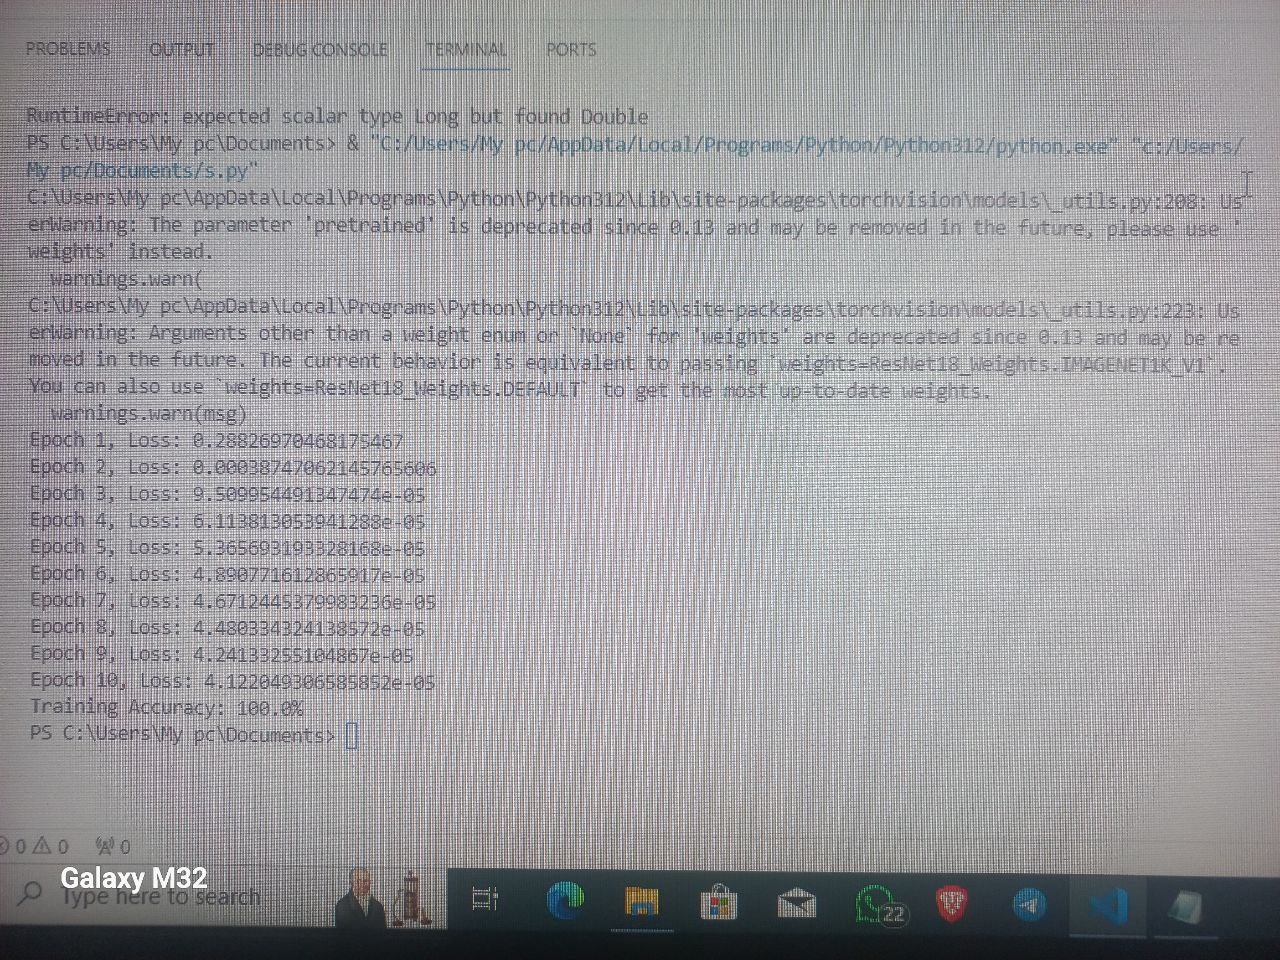 PROBLEMS OUTPUT DEBUG CONSOLE TERMINAL PORTS
RuntimeError: expected scalar type Long but found Double
PS C:\Users\My pc\Documents> & "C:/Users/My pc/AppData/Local/Programs/Python/Python312/python.exe" "c:/Users/
My pc/Documents/s.py"
C:\Users\My pc\AppData\Local\Programs\Python\Python312\Lib\site-packages\torchvision\models\_utils.py:208: Us
erWarning: The parameter 'pretrained' is deprecated since 0.13 and may be removed in the future, please use '
weights' instead.
warnings.warn(
C:\Users\My pc\AppData\Local\Programs\Python\Python312\Lib\site-packages\torchvision\models\_utils.py:223: Us
erWarning: Arguments other than a weight enum or `None` for 'weights' are deprecated since 0.13 and may be re
moved in the future. The current behavior is equivalent to passing `weights=ResNet18_Weights.IMAGENET1K_V1`.
You can also use `weights=ResNet18_Weights.DEFAULT` to get the most up-to-date weights.
warnings.warn(msg)
Epoch 1, Loss: 0.28826970468175467
Epoch 2, Loss: 0.00038747062145765606
Epoch 3, Loss: 9.509954491347474e-05
Epoch 4, Loss: 6.113813053941288e-05
Epoch 5, Loss: 5.365693193328168e-05
Epoch 6, Loss: 4.890771612865917e-05
Epoch 7, Loss: 4.67124453799832​36e-05
Epoch 8, Loss: 4.480334324138572e-05
Epoch 9, Loss: 4.24133255104867e-05
Epoch 10, Loss: 4.122049306585852e-05
Training Accuracy: 100.0%
PS C:\Users\My pc\Documents>
0 0 0
Galaxy M32
Type here to search
22